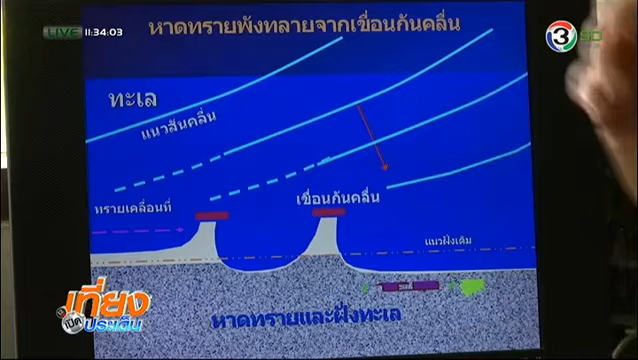 LIVE 11:34:03
3 SD
หาดทรายพังทลายจากเขื่อนกันคลื่น
ทะเล
แนวสันคลื่น
ทรายเคลื่อนที่
เขื่อนกันคลื่น
แนวฝั่งเดิม
หาดทรายและฝั่งทะเล
เที่ยง
เปิด
ประเด็น